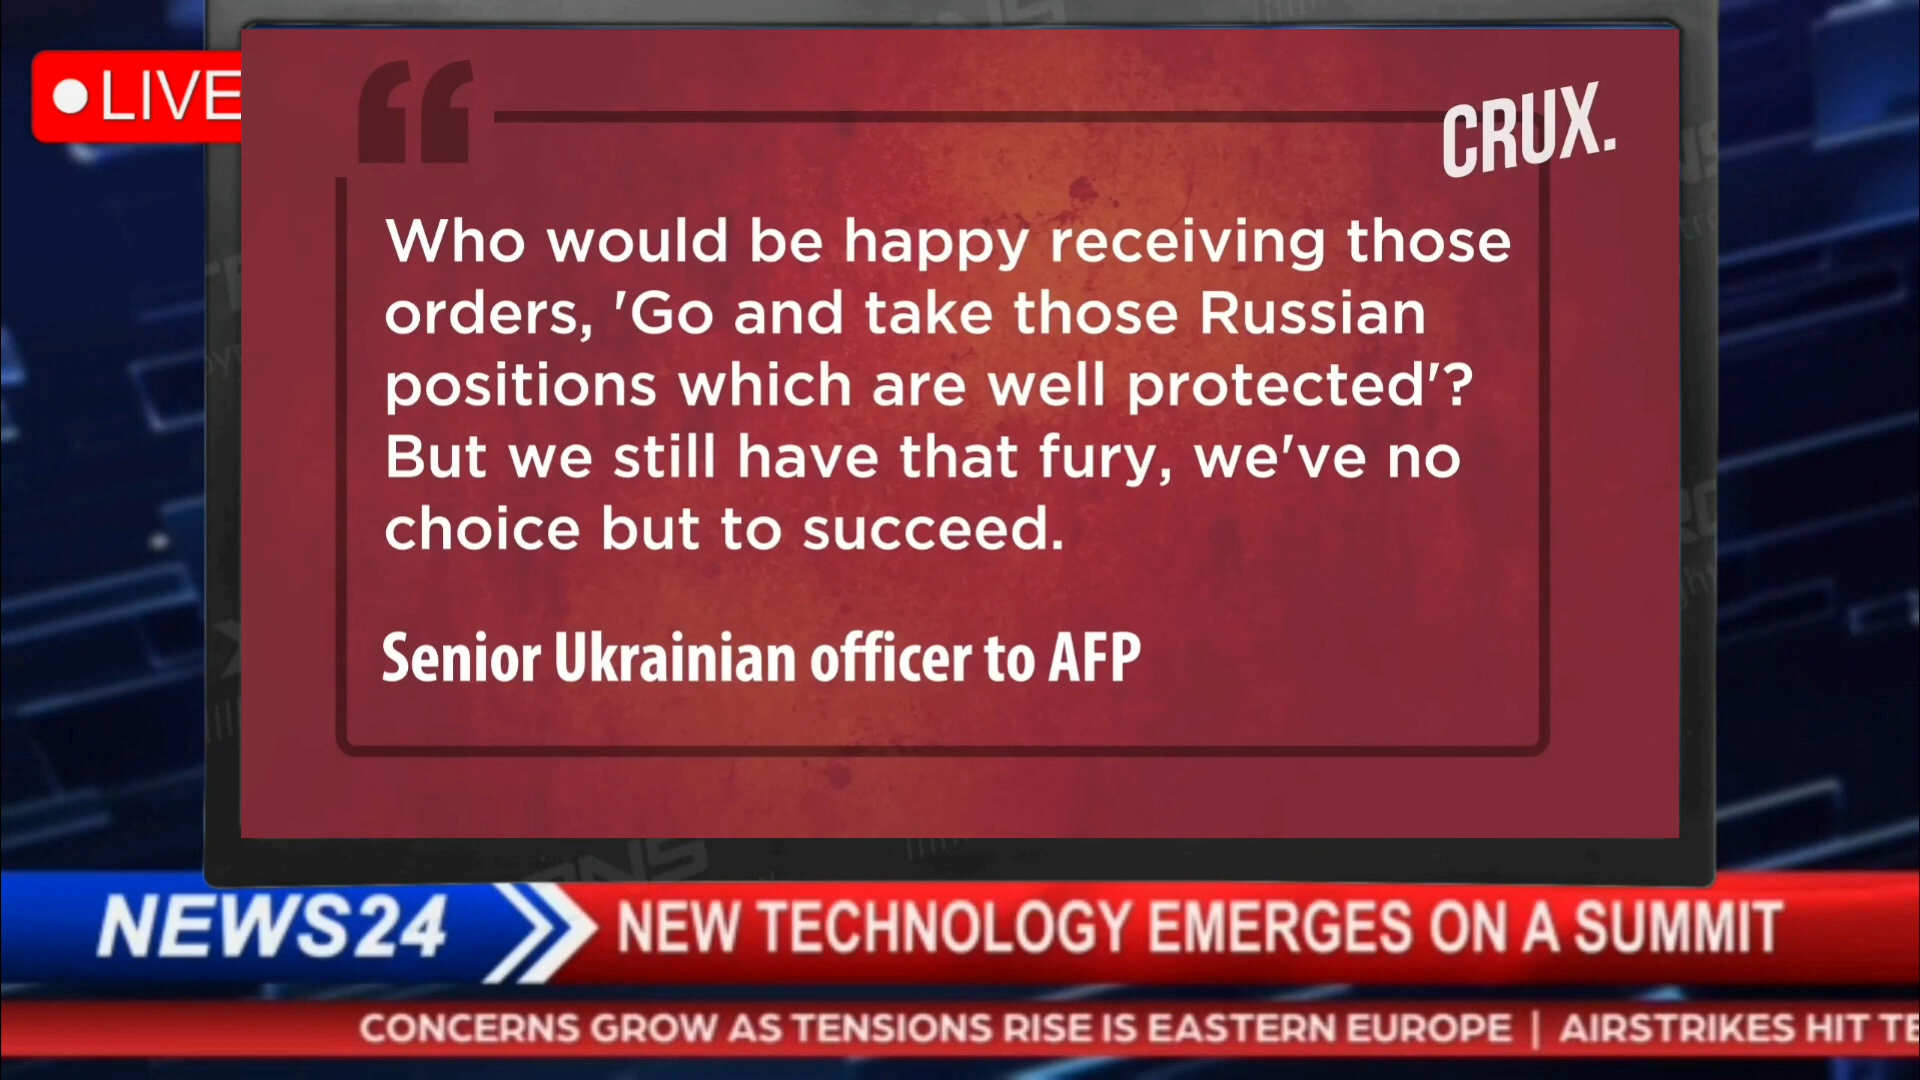 LIVE
CRUX.
Who would be happy receiving those
orders, 'Go and take those Russian
positions which are well protected'?
But we still have that fury, we've no
choice but to succeed.
Senior Ukrainian officer to AFP
NEWS24
NEW TECHNOLOGY EMERGES ON A SUMMIT
CONCERNS GROW AS TENSIONS RISE IS EASTERN EUROPE | AIRSTRIKES HIT TE